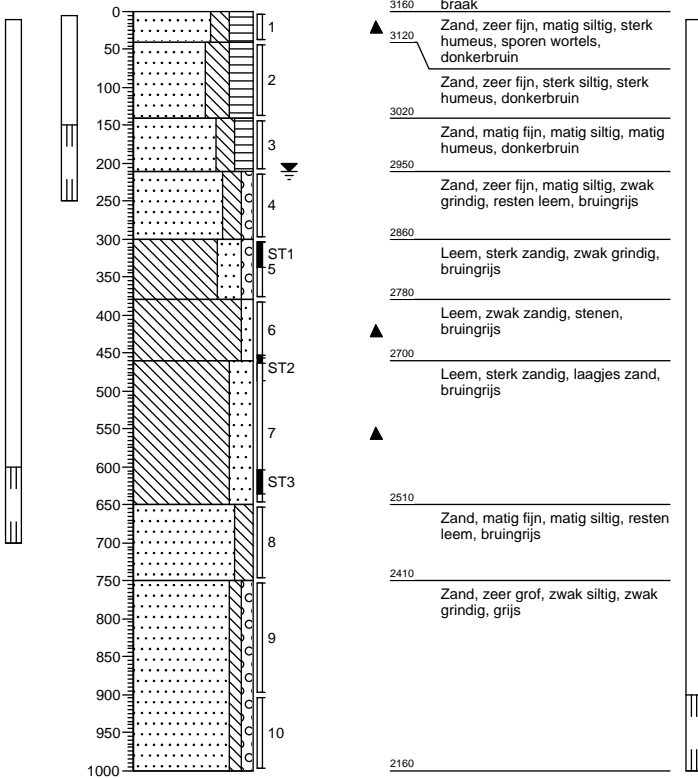 0
50
100
150
200
250
300
350
400
450
500
550
600
650
700
750
800
850
900
950
1000
1
2
3
4
ST1
5
6
ST2
7
ST3
8
9
10
3160
braak
Zand, zeer fijn, matig siltig, sterk
humeus, sporen wortels,
donkerbruin
3120
Zand, zeer fijn, sterk siltig, sterk
humeus, donkerbruin
3020
Zand, matig fijn, matig siltig, matig
humeus, donkerbruin
2950
Zand, zeer fijn, matig siltig, zwak
grindig, resten leem, bruingrijs
2860
Leem, sterk zandig, zwak grindig,
bruingrijs
2780
Leem, zwak zandig, stenen,
bruingrijs
2700
Leem, sterk zandig, laagjes zand,
bruingrijs
2510
Zand, matig fijn, matig siltig, resten
leem, bruingrijs
2410
Zand, zeer grof, zwak siltig, zwak
grindig, grijs
2160